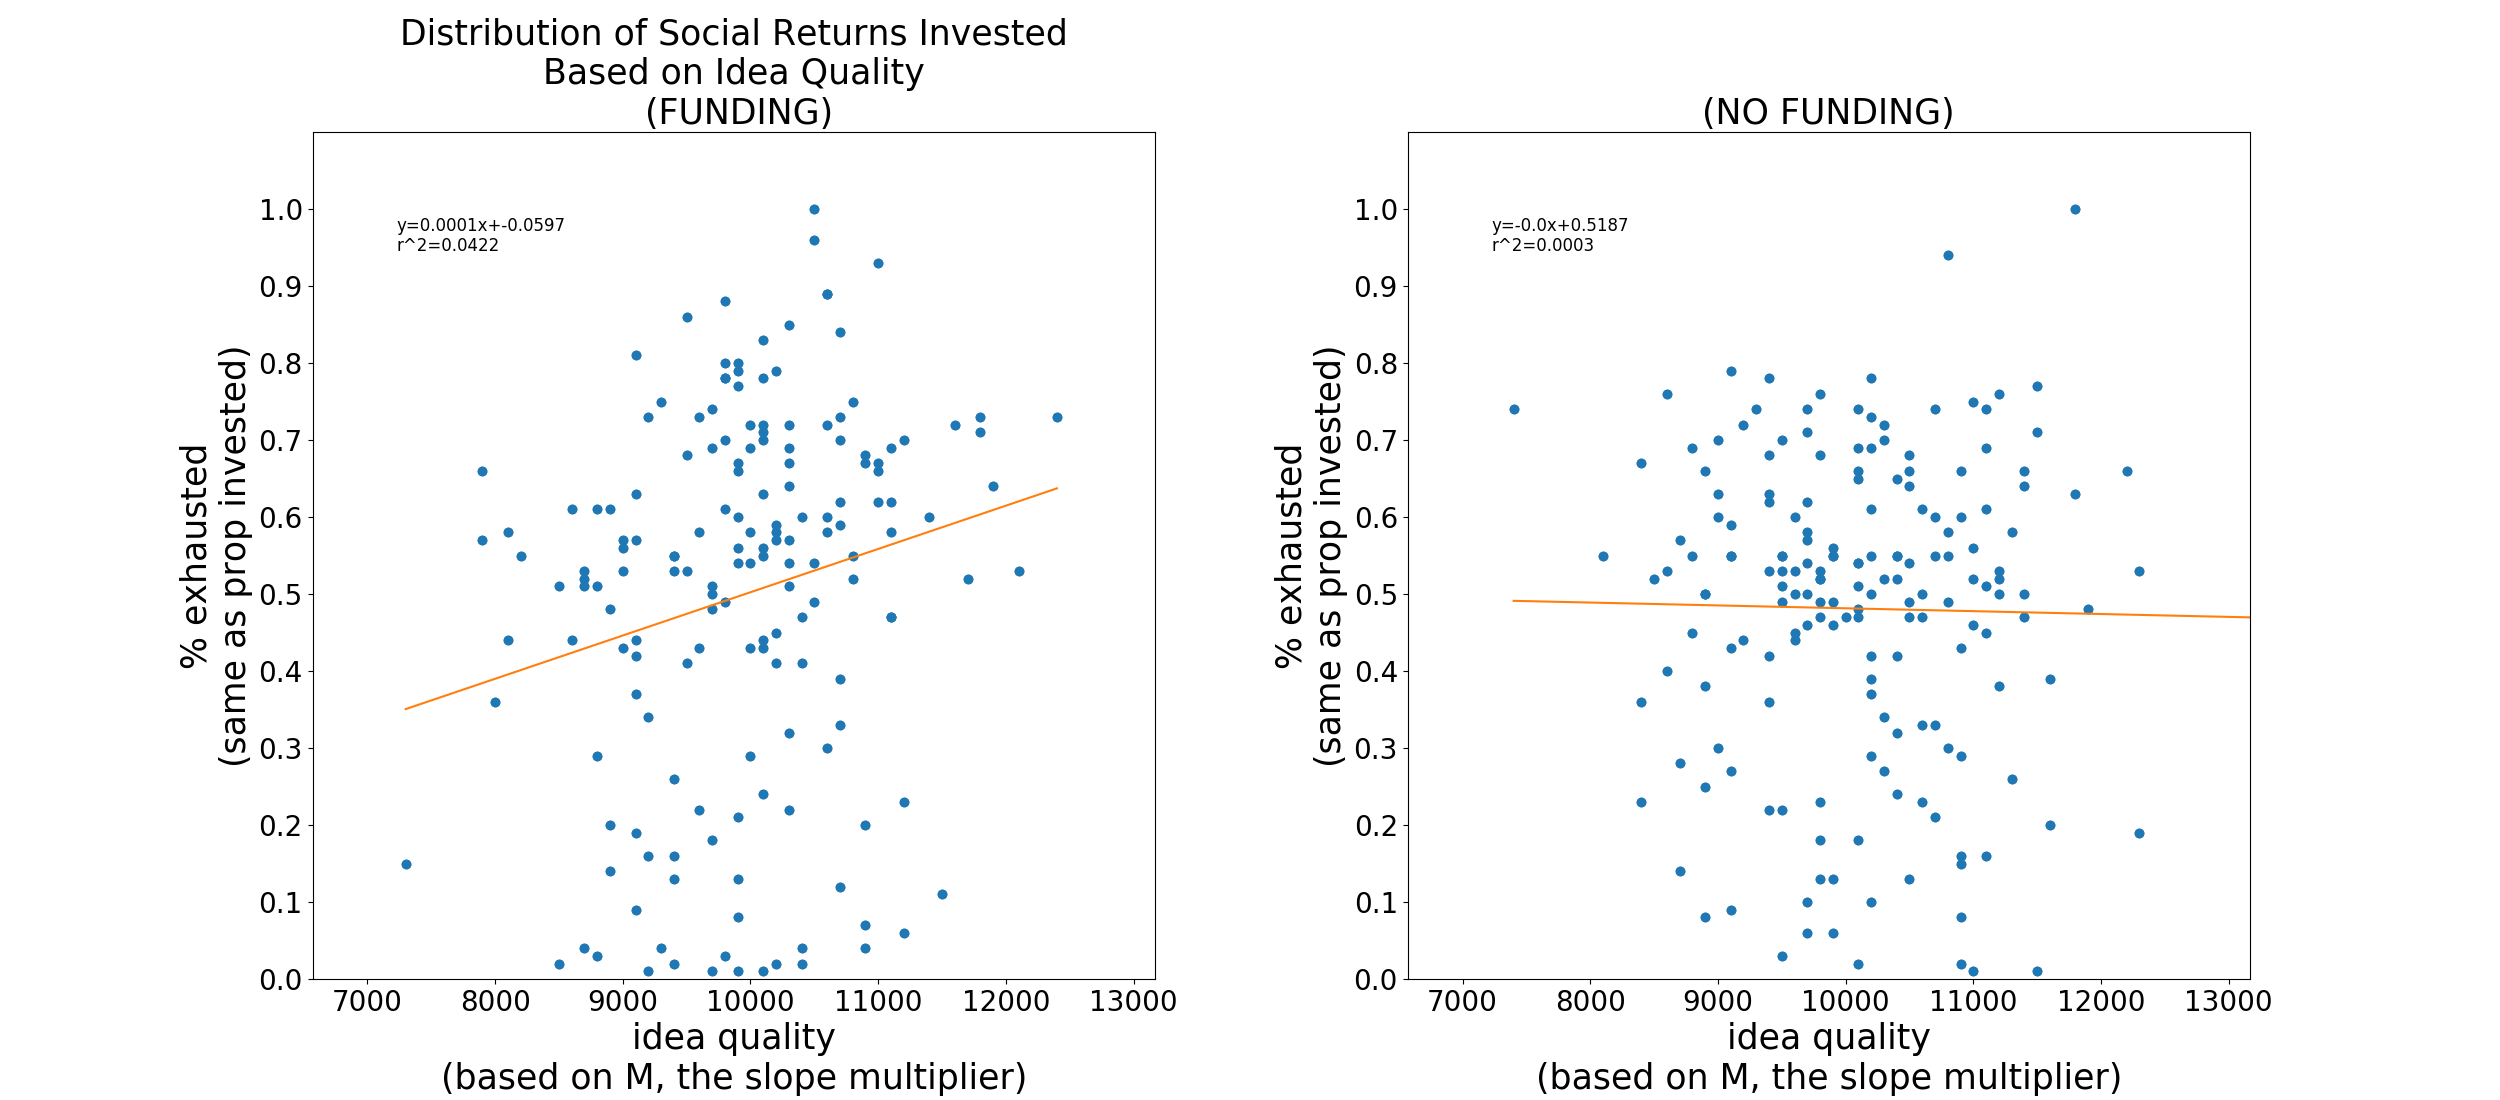 Distribution of Social Returns Invested
Based on Idea Quality
(FUNDING)
y=0.0001x+-0.0597
r^2=0.0422
1.0
0.9
0.8
0.7
0.6
0.5
0.4
0.3
0.2
0.1
0.0
% exhausted
(same as prop invested)
7000 8000 9000 10000 11000 12000 13000
idea quality
(based on M, the slope multiplier)
(NO FUNDING)
y=-0.0x+0.5187
r^2=0.0003
1.0
0.9
0.8
0.7
0.6
0.5
0.4
0.3
0.2
0.1
0.0
% exhausted
(same as prop invested)
7000 8000 9000 10000 11000 12000 13000
idea quality
(based on M, the slope multiplier)